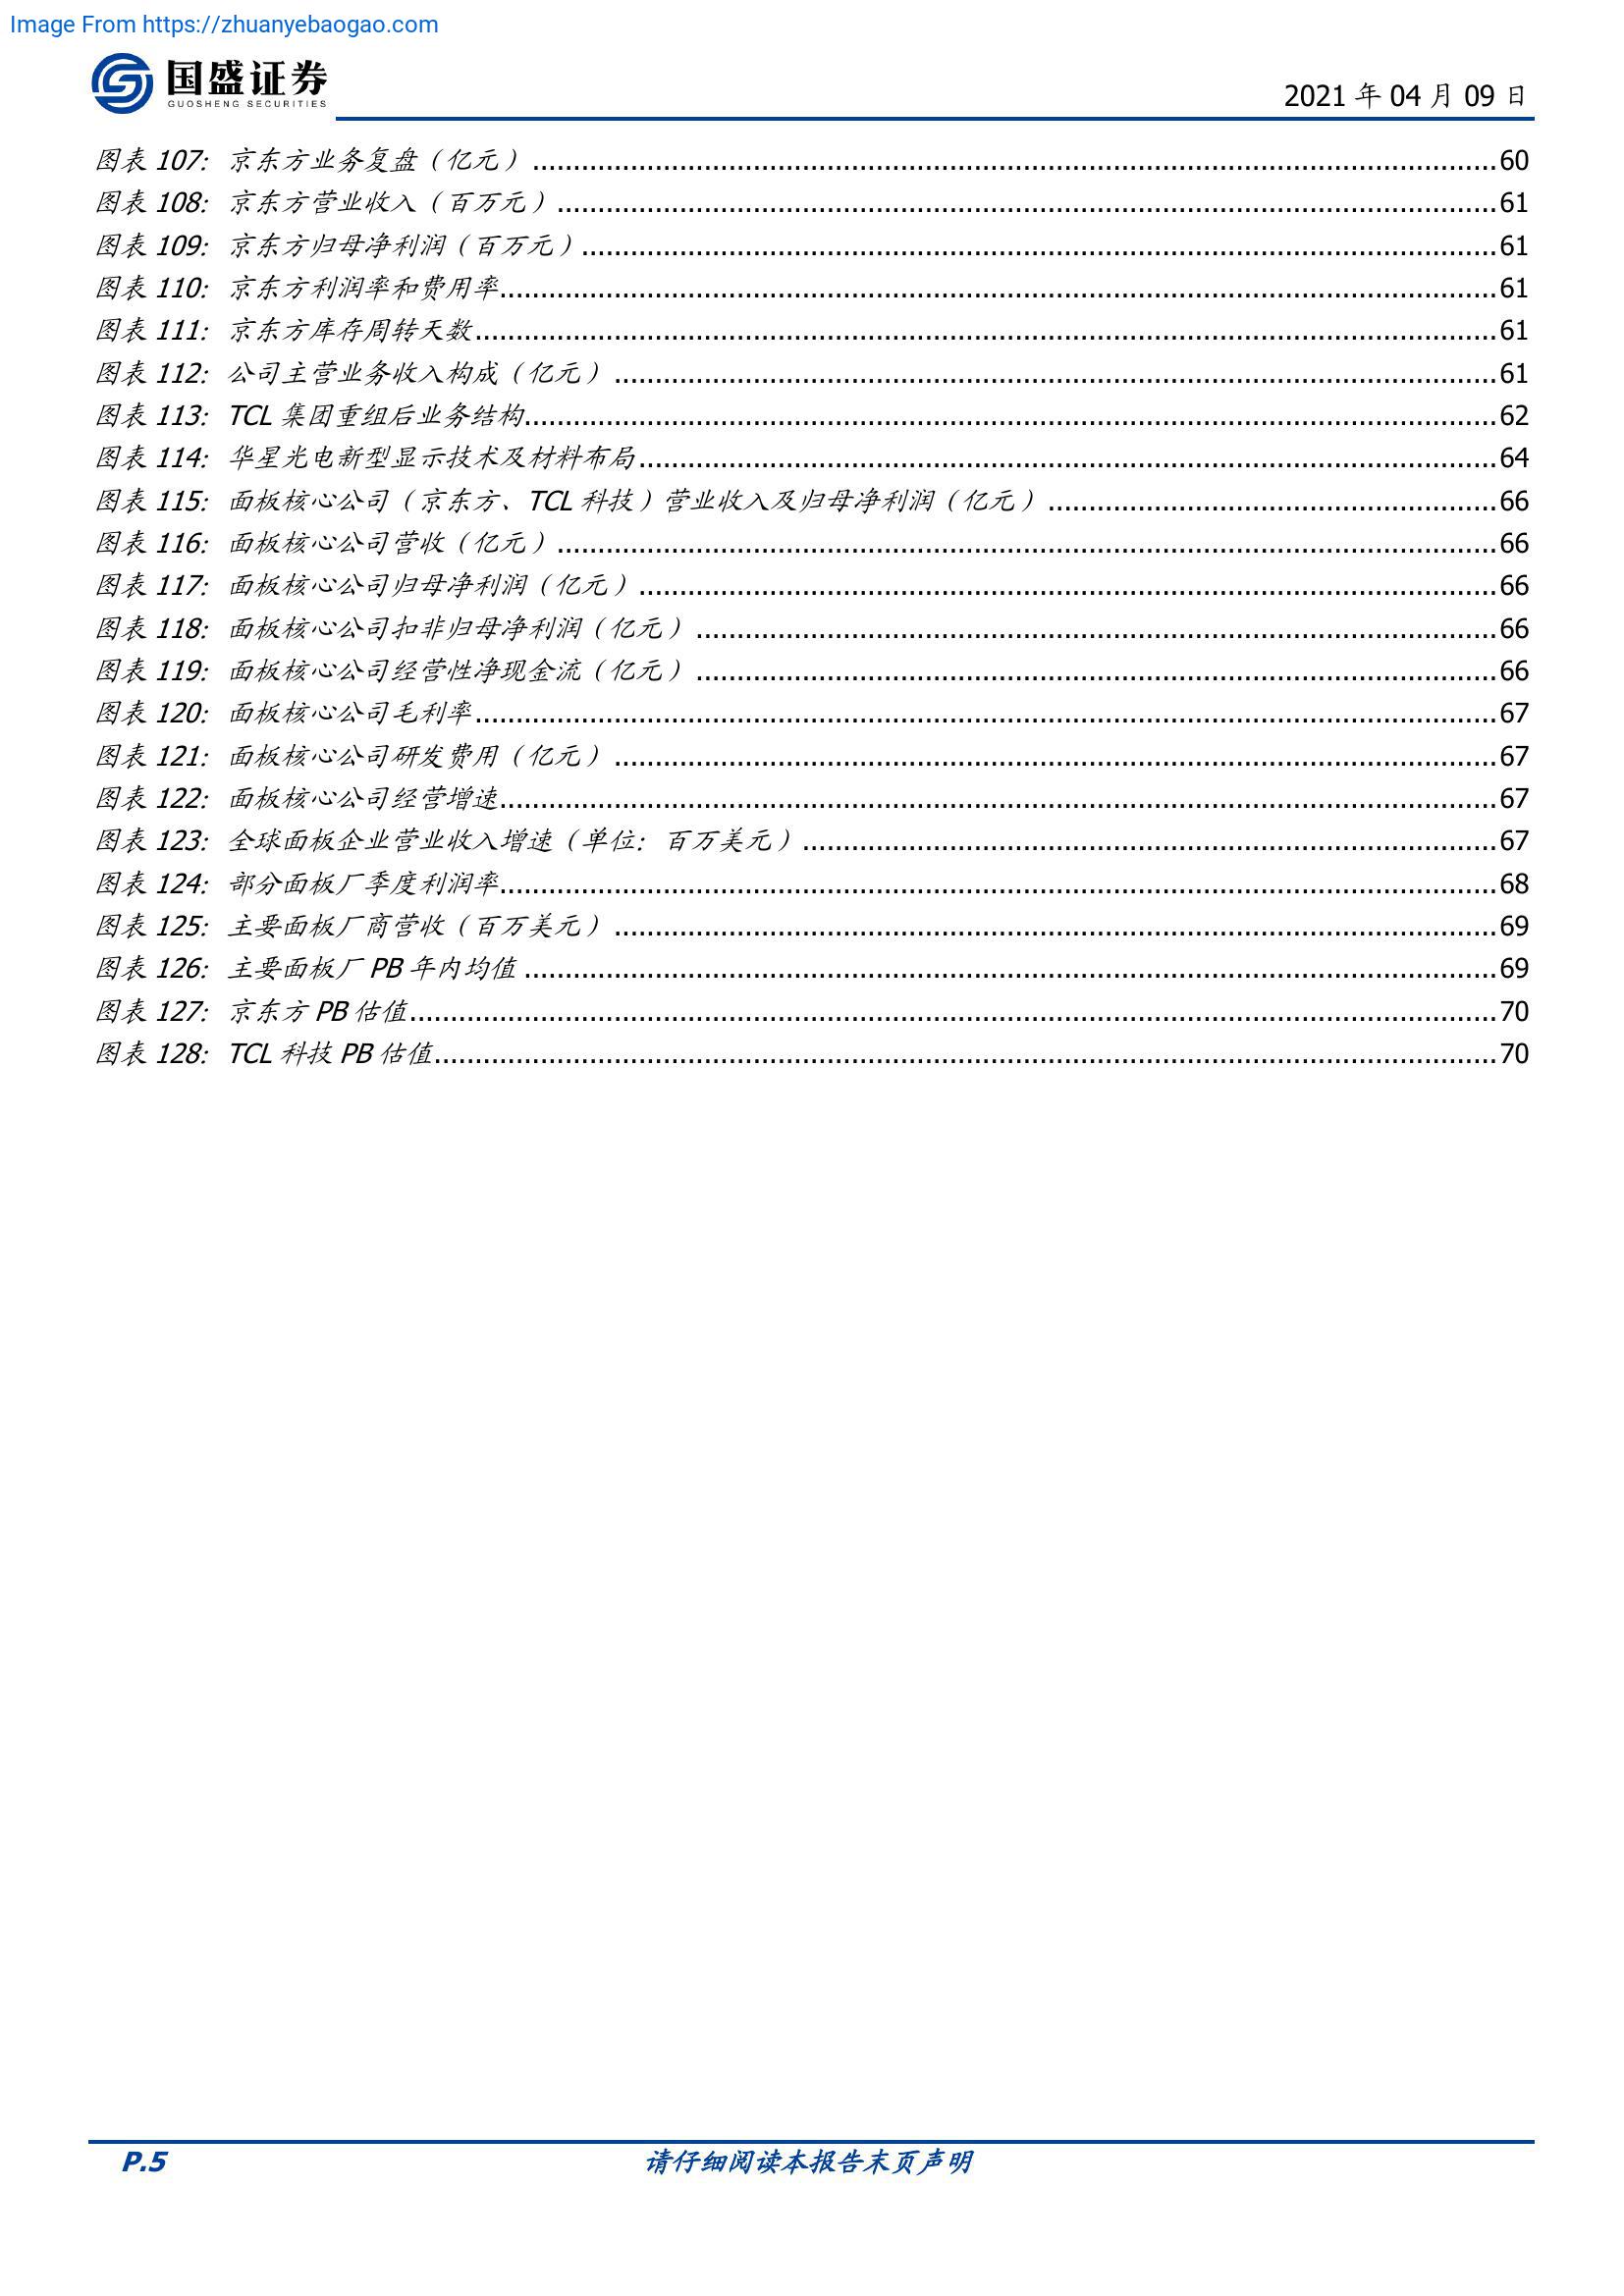 Image From https://zhuanyebaogao.com
国盛证券
GUOSHENG SECURITIES
2021 年 04 月 09 日
图表 107: 京东方业务复盘（亿元）....................60
图表 108: 京东方营业收入（百万元）....................61
图表 109: 京东方归母净利润（百万元）....................61
图表 110: 京东方利润率和费用率....................61
图表 111: 京东方库存周转天数....................61
图表 112: 公司主营业务收入构成（亿元）....................61
图表 113: TCL 集团重组后业务结构....................62
图表 114: 华星光电新型显示技术及材料布局....................64
图表 115: 面板核心公司（京东方、TCL 科技）营业收入及归母净利润（亿元）....................66
图表 116: 面板核心公司营收（亿元）....................66
图表 117: 面板核心公司归母净利润（亿元）....................66
图表 118: 面板核心公司扣非归母净利润（亿元）....................66
图表 119: 面板核心公司经营性净现金流（亿元）....................66
图表 120: 面板核心公司毛利率....................67
图表 121: 面板核心公司研发费用（亿元）....................67
图表 122: 面板核心公司经营增速....................67
图表 123: 全球面板企业营业收入增速（单位: 百万美元）....................67
图表 124: 部分面板厂季度利润率....................68
图表 125: 主要面板厂商营收（百万美元）....................69
图表 126: 主要面板厂 PB 年内均值....................69
图表 127: 京东方 PB 估值....................70
图表 128: TCL 科技 PB 估值....................70
P.5 请仔细阅读本报告末页声明